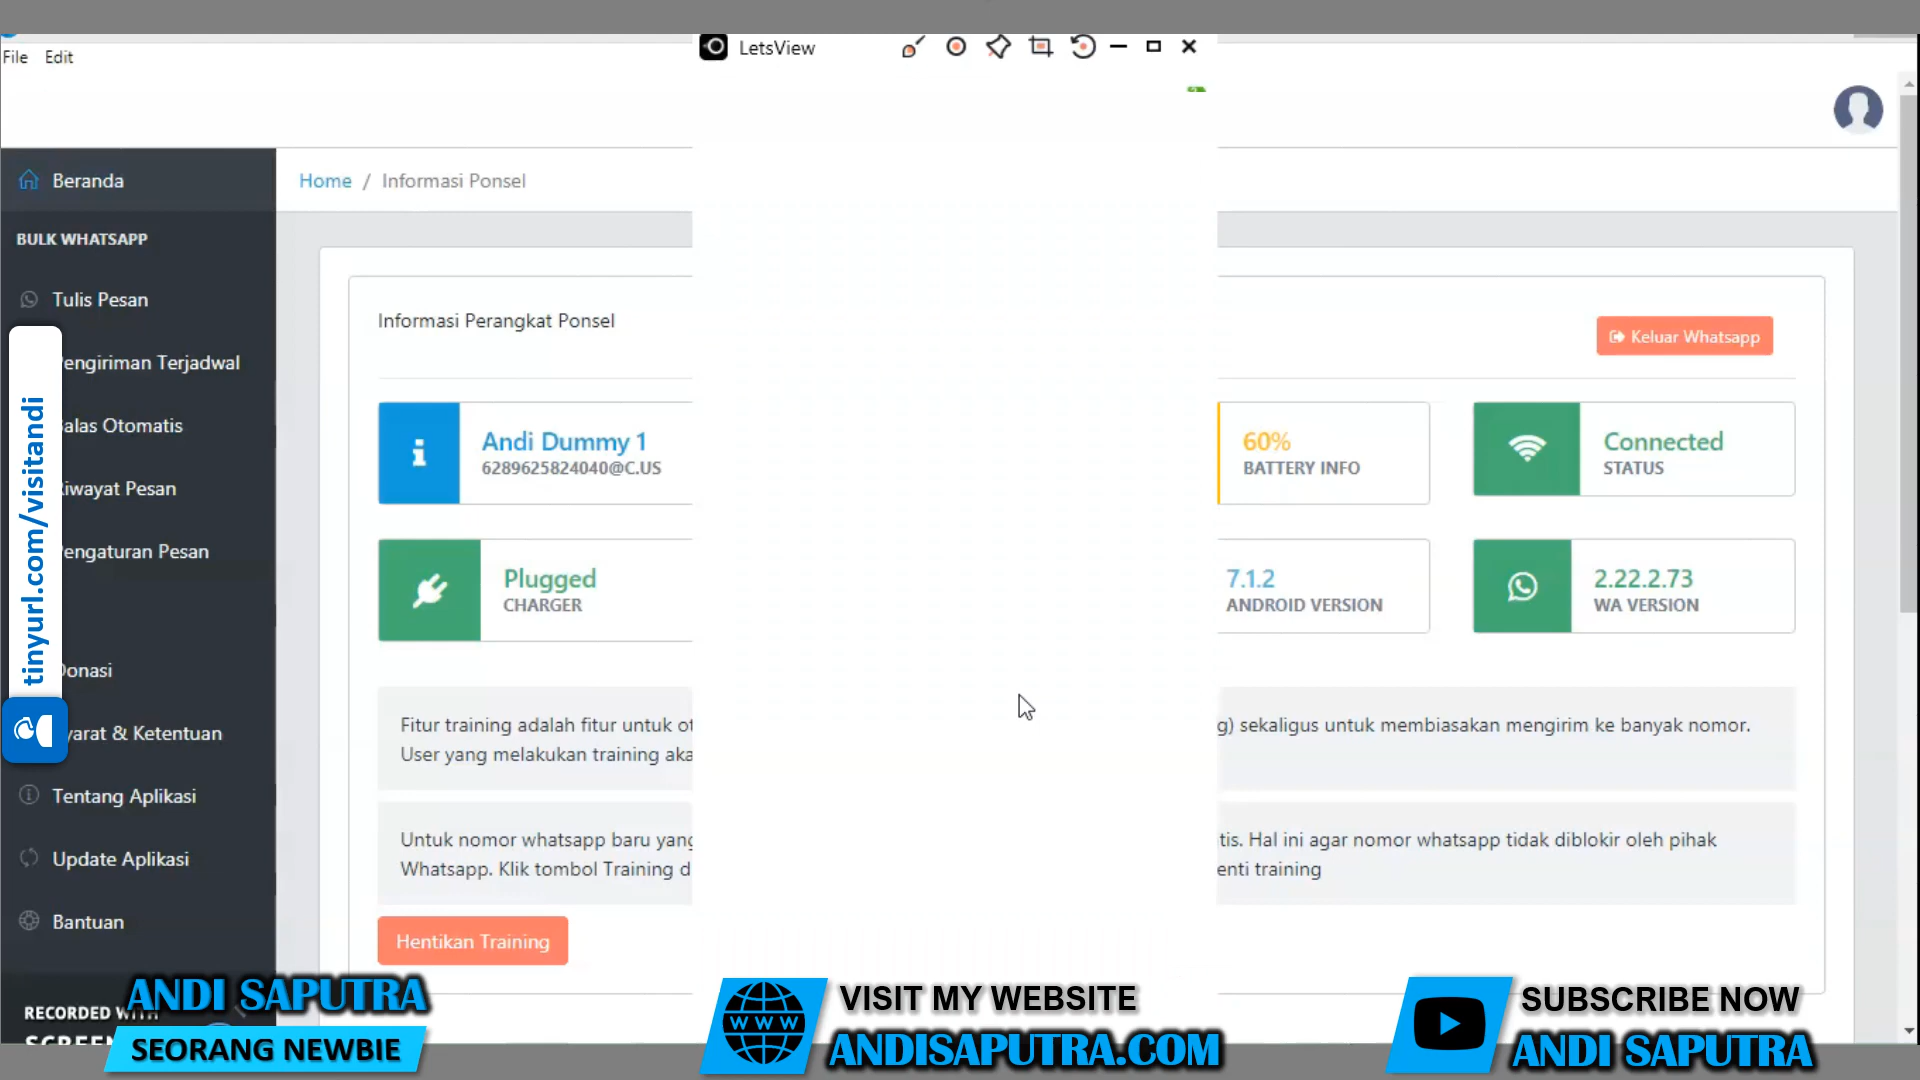 LetsView
File Edit
Beranda
Home / Informasi Ponsel
BULK WHATSAPP
Tulis Pesan
engiriman Terjadwal
alas Otomatis
iwayat Pesan
engaturan Pesan
onasi
yarat & Ketentuan
Tentang Aplikasi
Update Aplikasi
Bantuan
tinyurl.com/visitandi
Informasi Perangkat Ponsel
Keluar Whatsapp
Andi Dummy 1
6289625824040@C.US
60%
BATTERY INFO
Connected
STATUS
Plugged
CHARGER
7.1.2
ANDROID VERSION
2.22.2.73
WA VERSION
Fitur training adalah fitur untuk ot g) sekaligus untuk membiasakan mengirim ke banyak nomor.
User yang melakukan training aka
Untuk nomor whatsapp baru yang tis. Hal ini agar nomor whatsapp tidak diblokir oleh pihak
Whatsapp. Klik tombol Training d enti training
Hentikan Training
RECORDED WITH
SCREEN
ANDI SAPUTRA
SEORANG NEWBIE
WWW
VISIT MY WEBSITE
ANDISAPUTRA.COM
SUBSCRIBE NOW
ANDI SAPUTRA